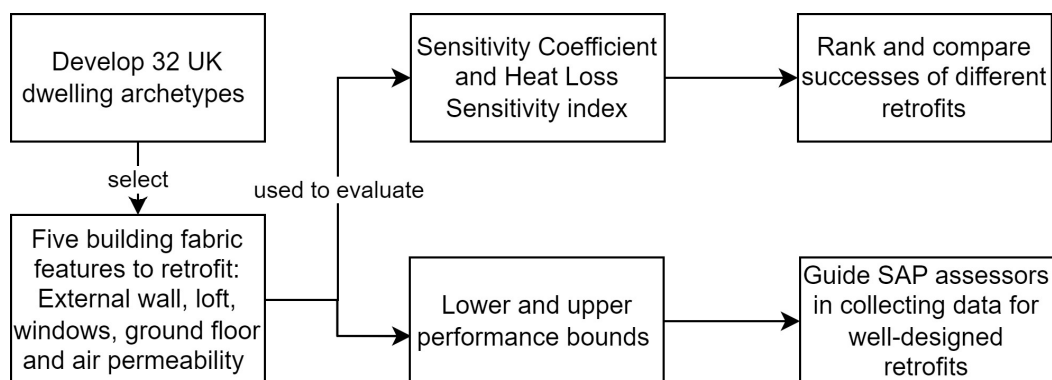 Develop 32 UK
dwelling archetypes
select
Five building fabric
features to retrofit:
External wall, loft,
windows, ground floor
and air permeability
used to evaluate
Sensitivity Coefficient
and Heat Loss
Sensitivity index
Rank and compare
successes of different
retrofits
Lower and upper
performance bounds
Guide SAP assessors
in collecting data for
well-designed
retrofits